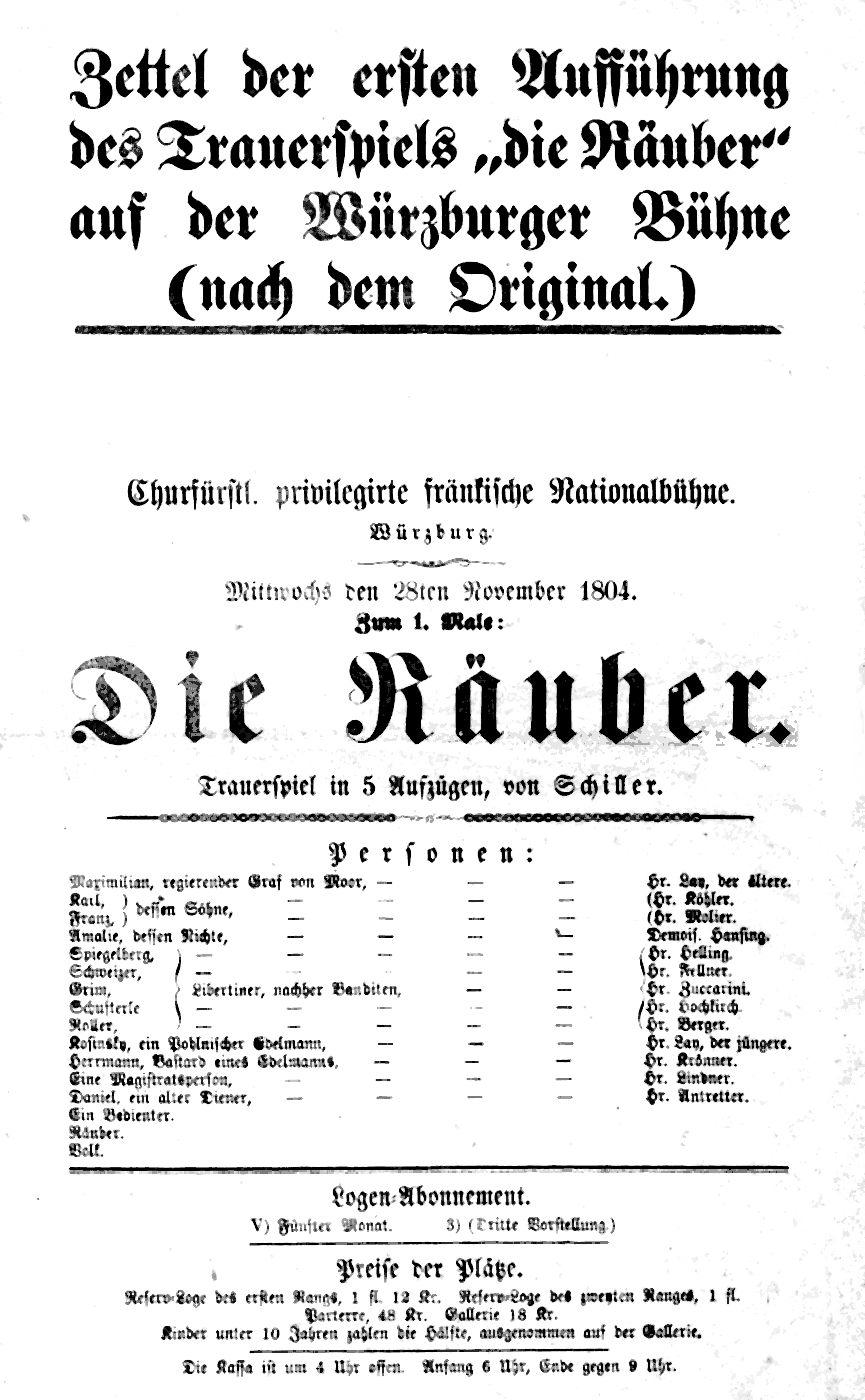 Zettel der ersten Aufführung
des Trauerspiels „die Räuber“
auf der Würzburger Bühne
(nach dem Original.)
Churfürstl. privilegirte fränkische Nationalbühne.
Würzburg.
Mittwochs den 28ten November 1804.
Zum 1. Male:
Die Räuber.
Trauerspiel in 5 Aufzügen, von Schiller.
Personen:
Maximilian, regierender Graf von Moor, — — — Hr. Lay, der ältere.
Karl, ) dessen Söhne, — — — (Hr. Köhler.
Franz, ) — — — (Hr. Molier.
Amalie, dessen Nichte, — — — — Demois. Hansing.
Spiegelberg, ) — — — — — (Hr. Helling.
Schweizer, ) — — — — — (Hr. Fellner.
Grim, ) Libertiner, nachher Banditen, — — (Hr. Zuccarini.
Schufterle ) — — — — — (Hr. Hochkirch.
Roller, ) — — — — — (Hr. Berger.
Kosinsky, ein Pohlnischer Edelmann, — — — Hr. Lay, der jüngere.
Herrmann, Bastard eines Edelmanns, — — — Hr. Krönner.
Eine Magistratsperson, — — — — Hr. Lindner.
Daniel, ein alter Diener, — — — — Hr. Antretter.
Ein Bedienter.
Räuber.
Volk.
Logen-Abonnement.
V) Fünfter Monat. 3) (Dritte Vorstellung.)
Preise der Plätze.
Reserv-Loge des ersten Rangs, 1 fl. 12 Kr. Reserv-Loge des zweyten Ranges, 1 fl.
Parterre, 48 Kr. Gallerie 18 Kr.
Kinder unter 10 Jahren zahlen die Hälfte, ausgenommen auf der Gallerie.
Die Kassa ist um 4 Uhr offen. Anfang 6 Uhr, Ende gegen 9 Uhr.